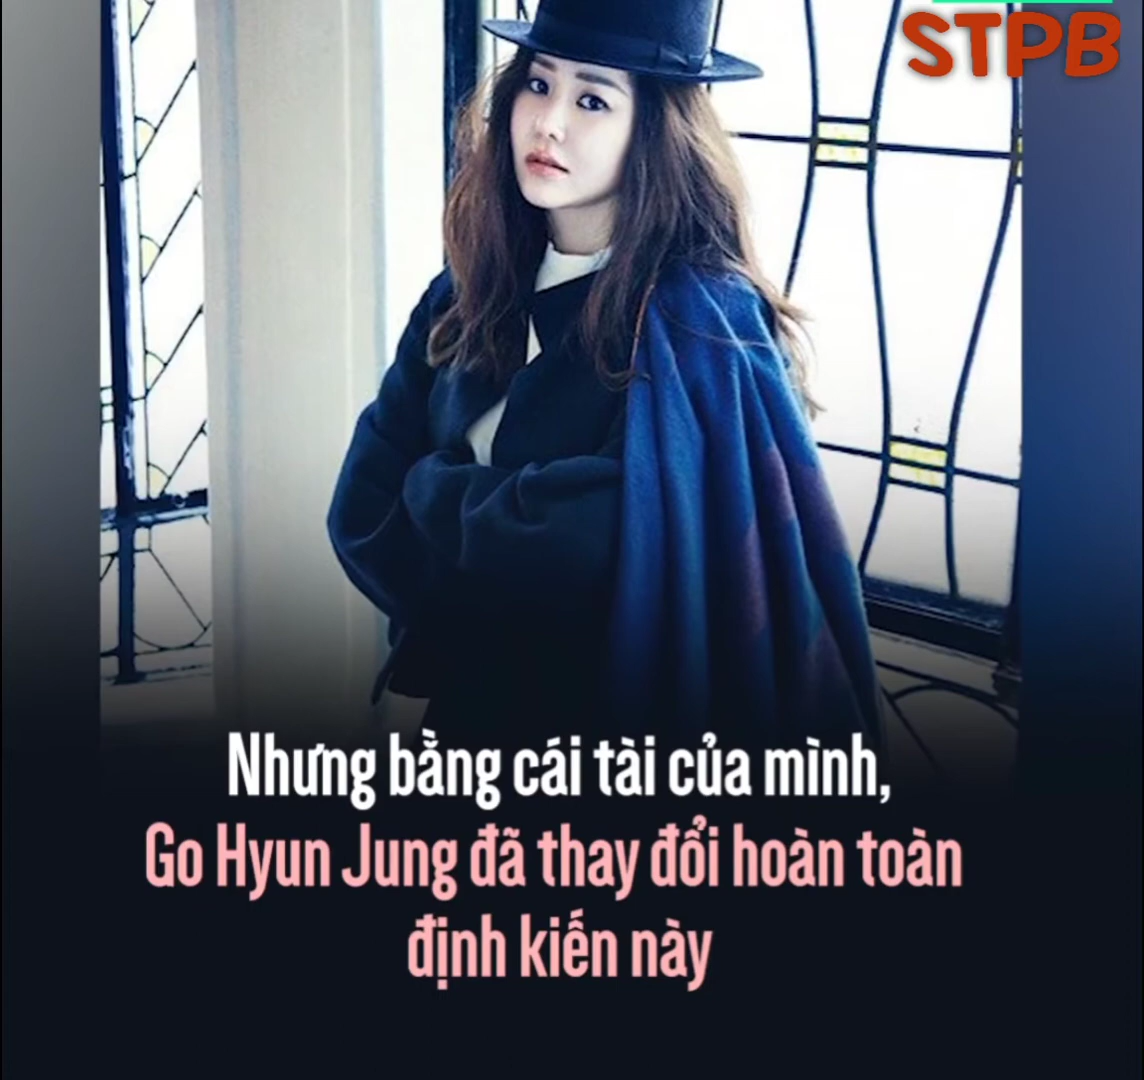 STPB
Nhưng bằng cái tài của mình,
Go Hyun Jung đã thay đổi hoàn toàn
định kiến này